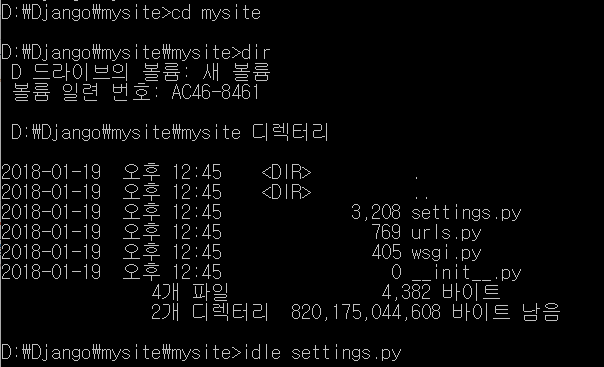 D:₩Django₩mysite>cd mysite
D:₩Django₩mysite₩mysite>dir
 D 드라이브의 볼륨: 새 볼륨
 볼륨 일련 번호: AC46-8461
 D:₩Django₩mysite₩mysite 디렉터리
2018-01-19  오후 12:45    <DIR>          .
2018-01-19  오후 12:45    <DIR>          ..
2018-01-19  오후 12:45             3,208 settings.py
2018-01-19  오후 12:45               769 urls.py
2018-01-19  오후 12:45               405 wsgi.py
2018-01-19  오후 12:45                 0 __init__.py
               4개 파일               4,382 바이트
               2개 디렉터리  820,175,044,608 바이트 남음
D:₩Django₩mysite₩mysite>idle settings.py